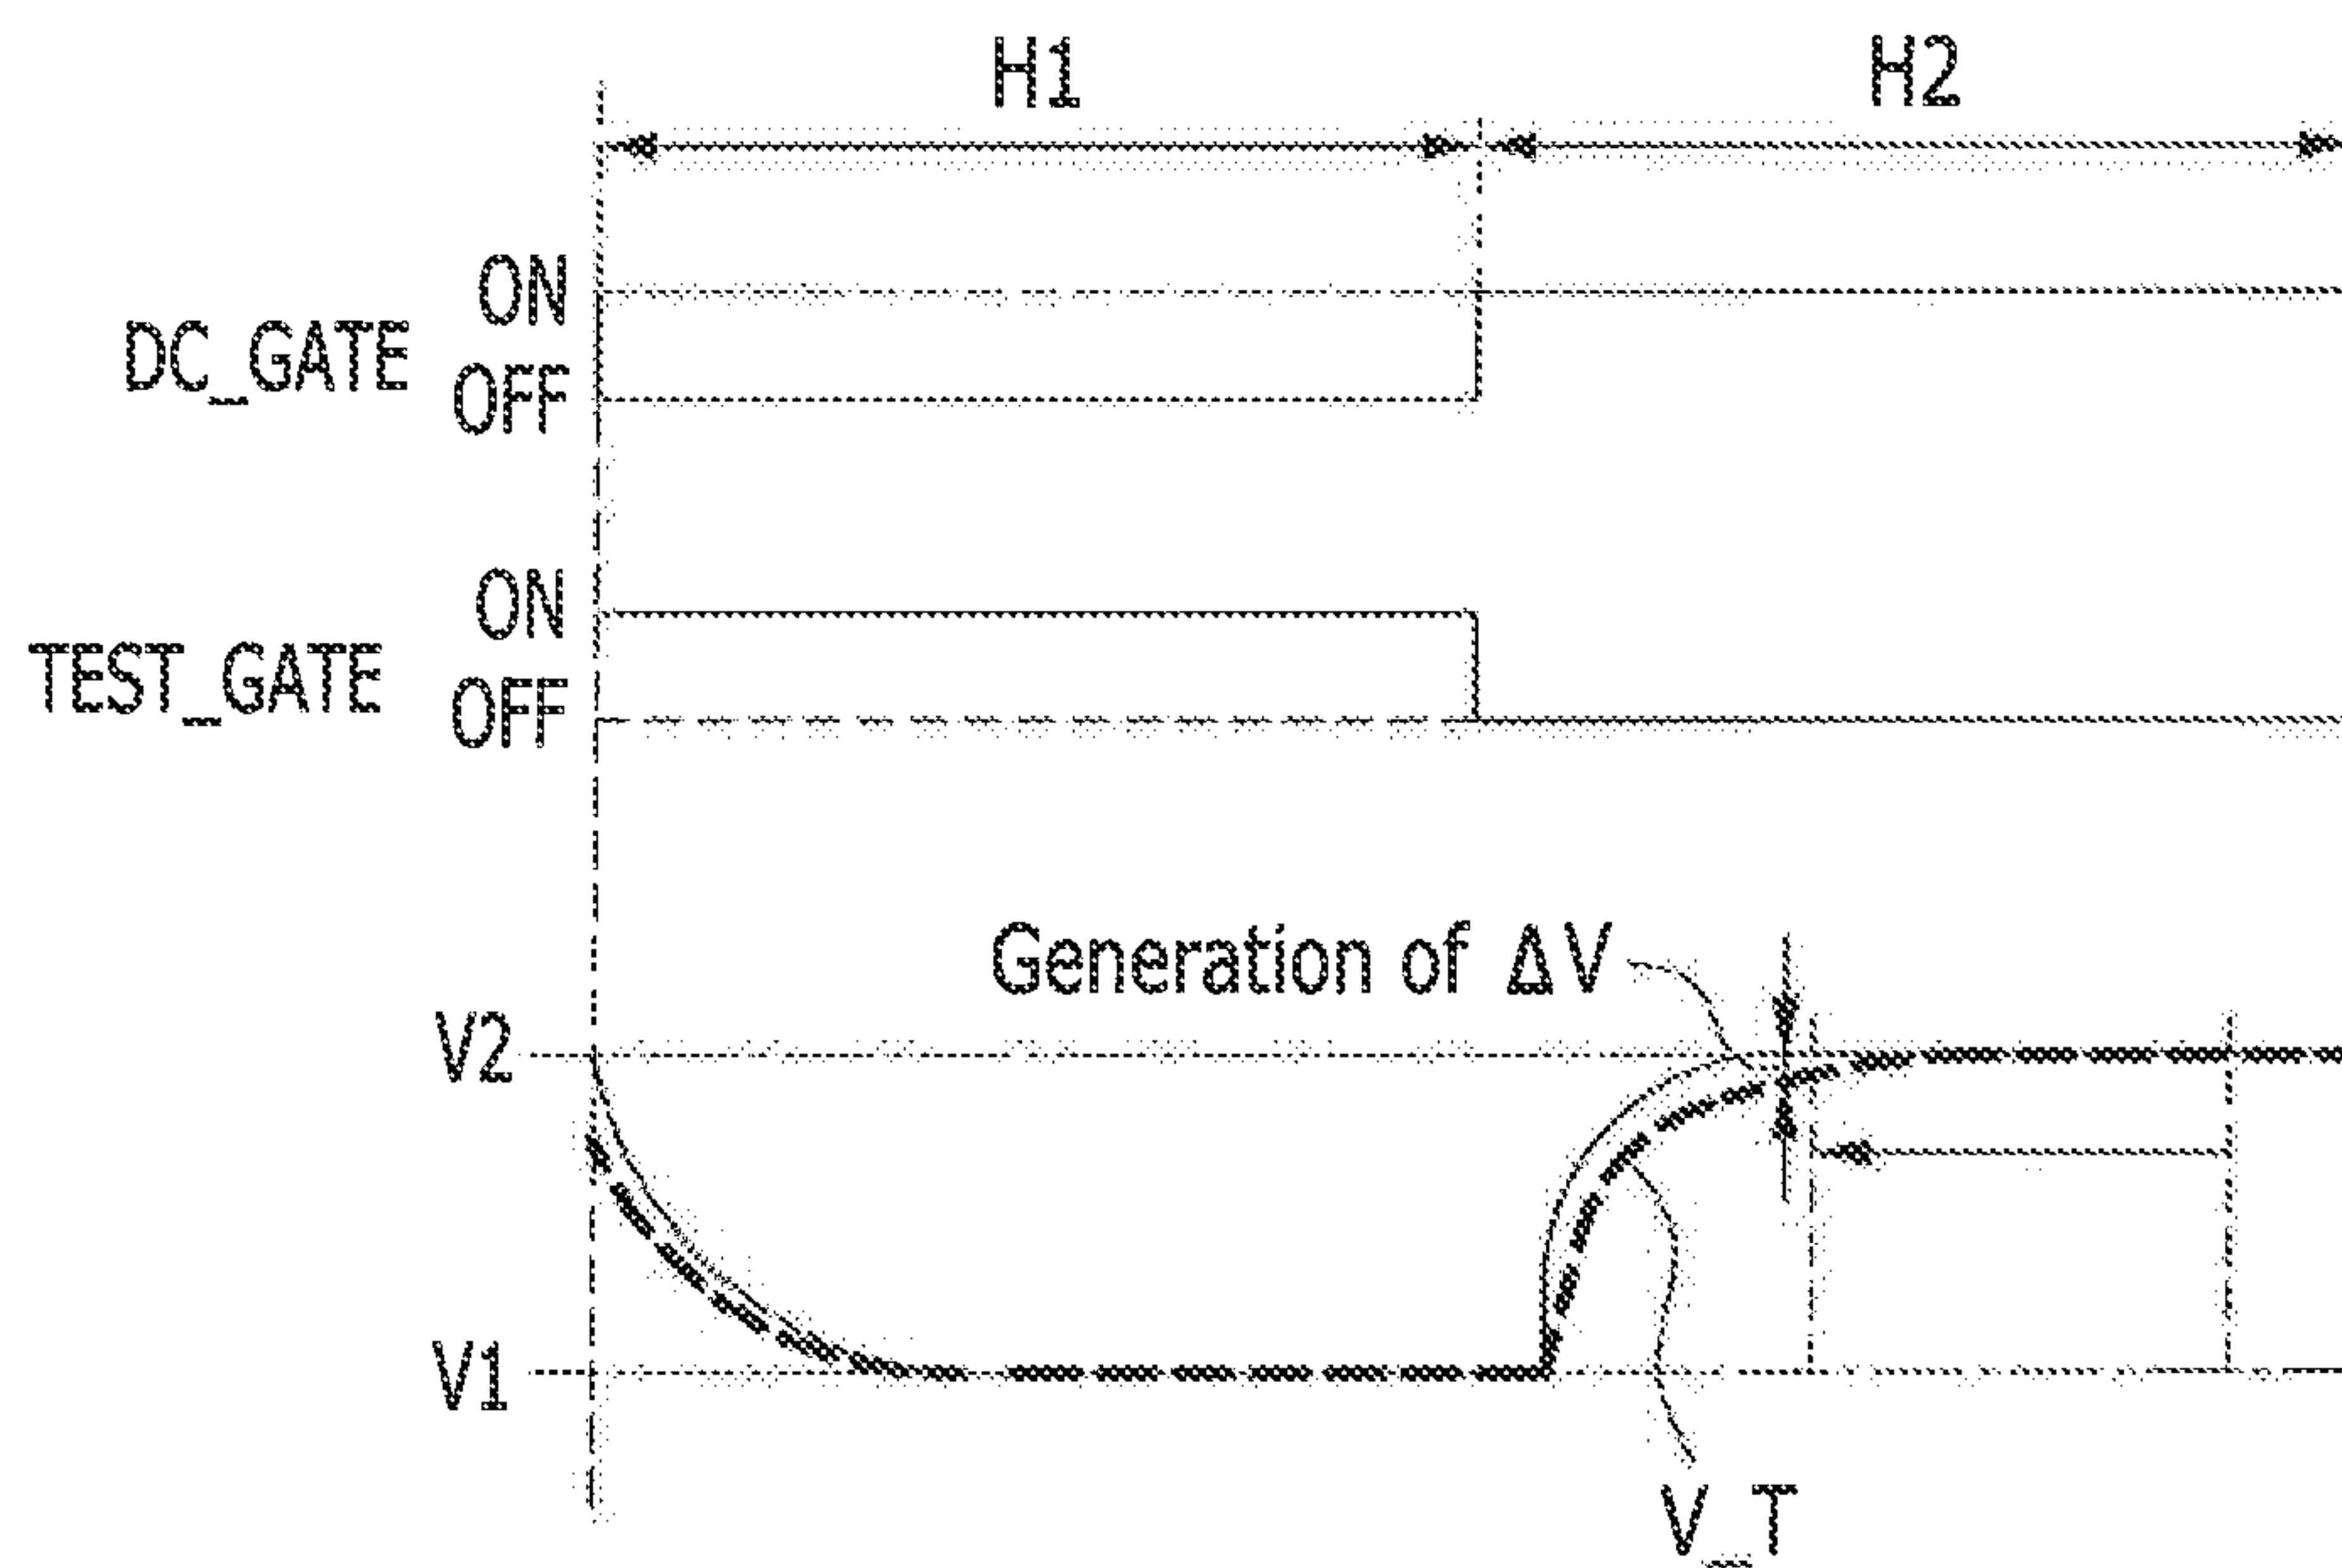 H1 H2
ON
DC_GATE
OFF
ON
TEST_GATE
OFF
Generation of ΔV
V2
V1
V_T